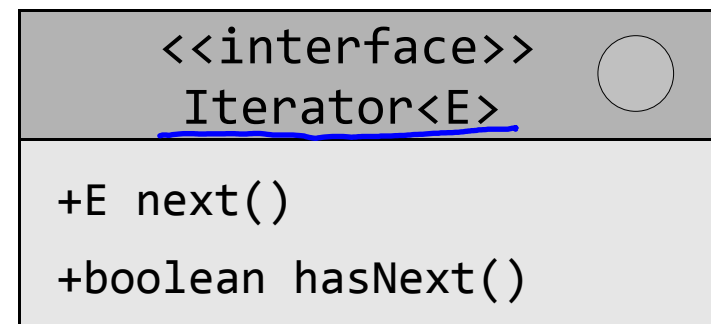 <<interface>>
Iterator<E>
+E next()
+boolean hasNext()